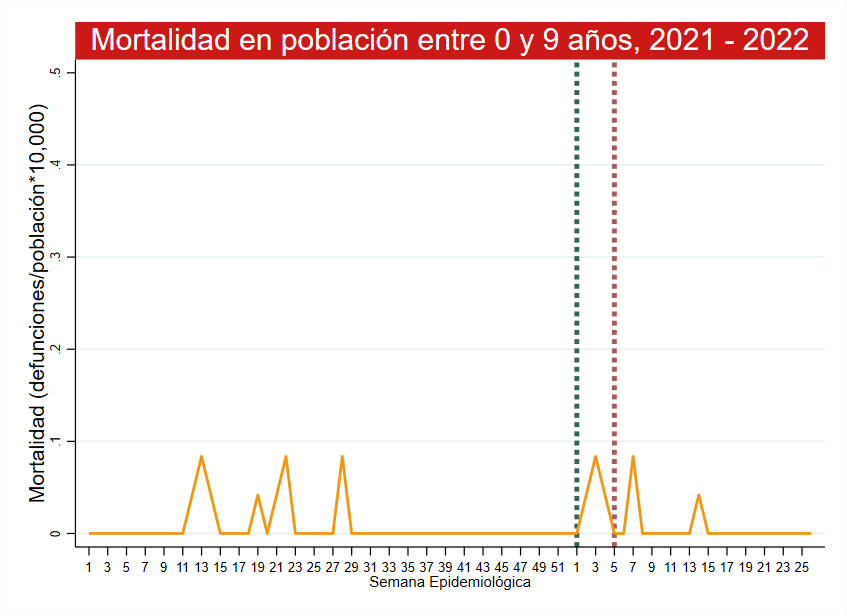 Mortalidad en población entre 0 y 9 años, 2021 - 2022
Mortalidad (defunciones/población*10,000)
.5
.4
.3
.2
.1
0
1 3 5 7 9 11 13 15 17 19 21 23 25 27 29 31 33 35 37 39 41 43 45 47 49 51 1 3 5 7 9 11 13 15 17 19 21 23 25
Semana Epidemiológica